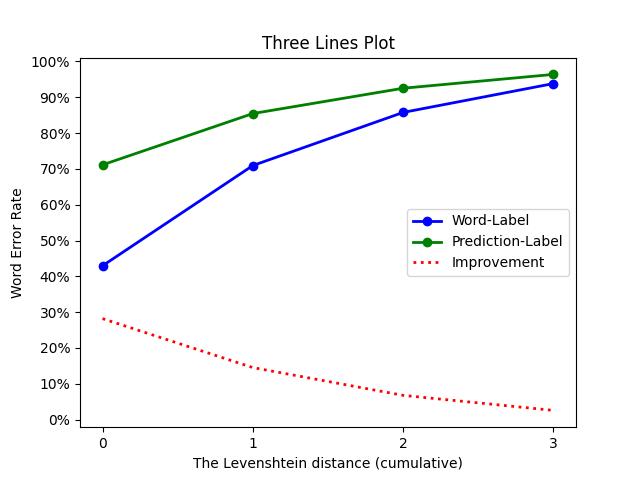 Three Lines Plot
100%
90%
80%
70%
60%
50%
40%
30%
20%
10%
0%
Word Error Rate
Word-Label
Prediction-Label
Improvement
0 1 2 3
The Levenshtein distance (cumulative)